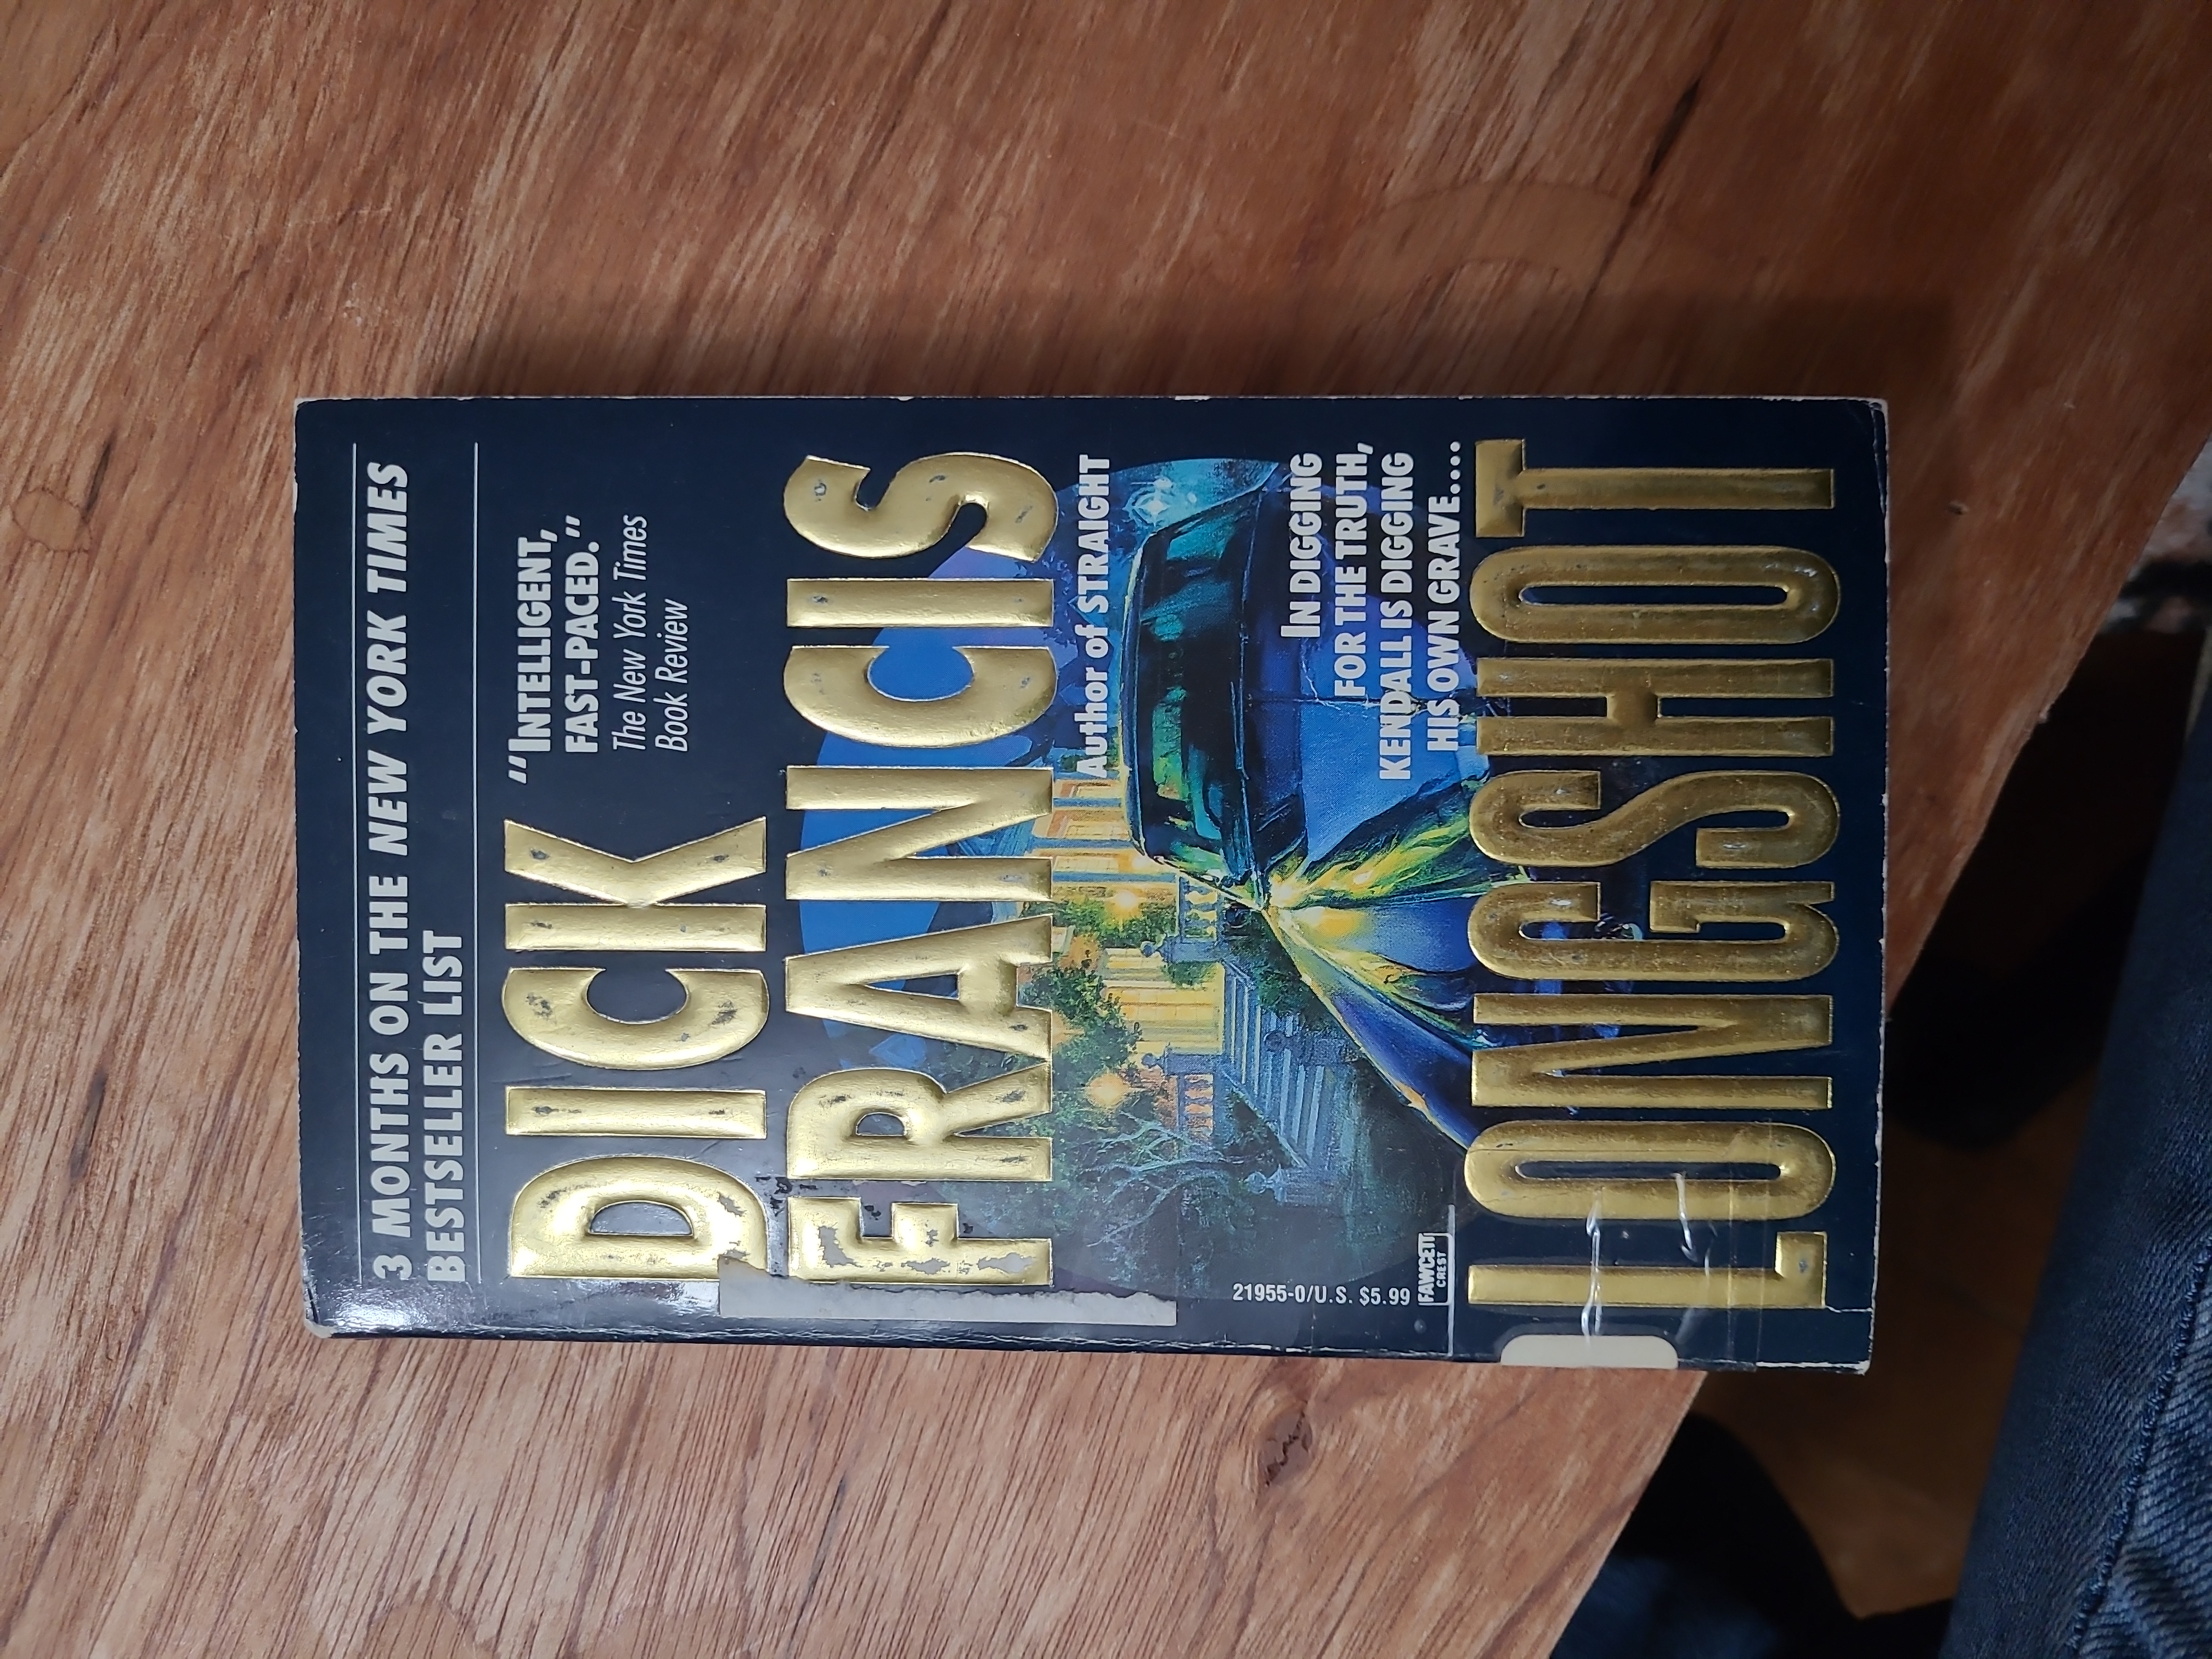 3 MONTHS ON THE NEW YORK TIMES
BESTSELLER LIST
"INTELLIGENT,
FAST-PACED."
The New York Times
Book Review
DICK
FRANCIS
Author of STRAIGHT
IN DIGGING
FOR THE TRUTH,
KENDALL IS DIGGING
HIS OWN GRAVE....
21955-0/U.S. $5.99
FAWCETT
CREST
LONGSHOT